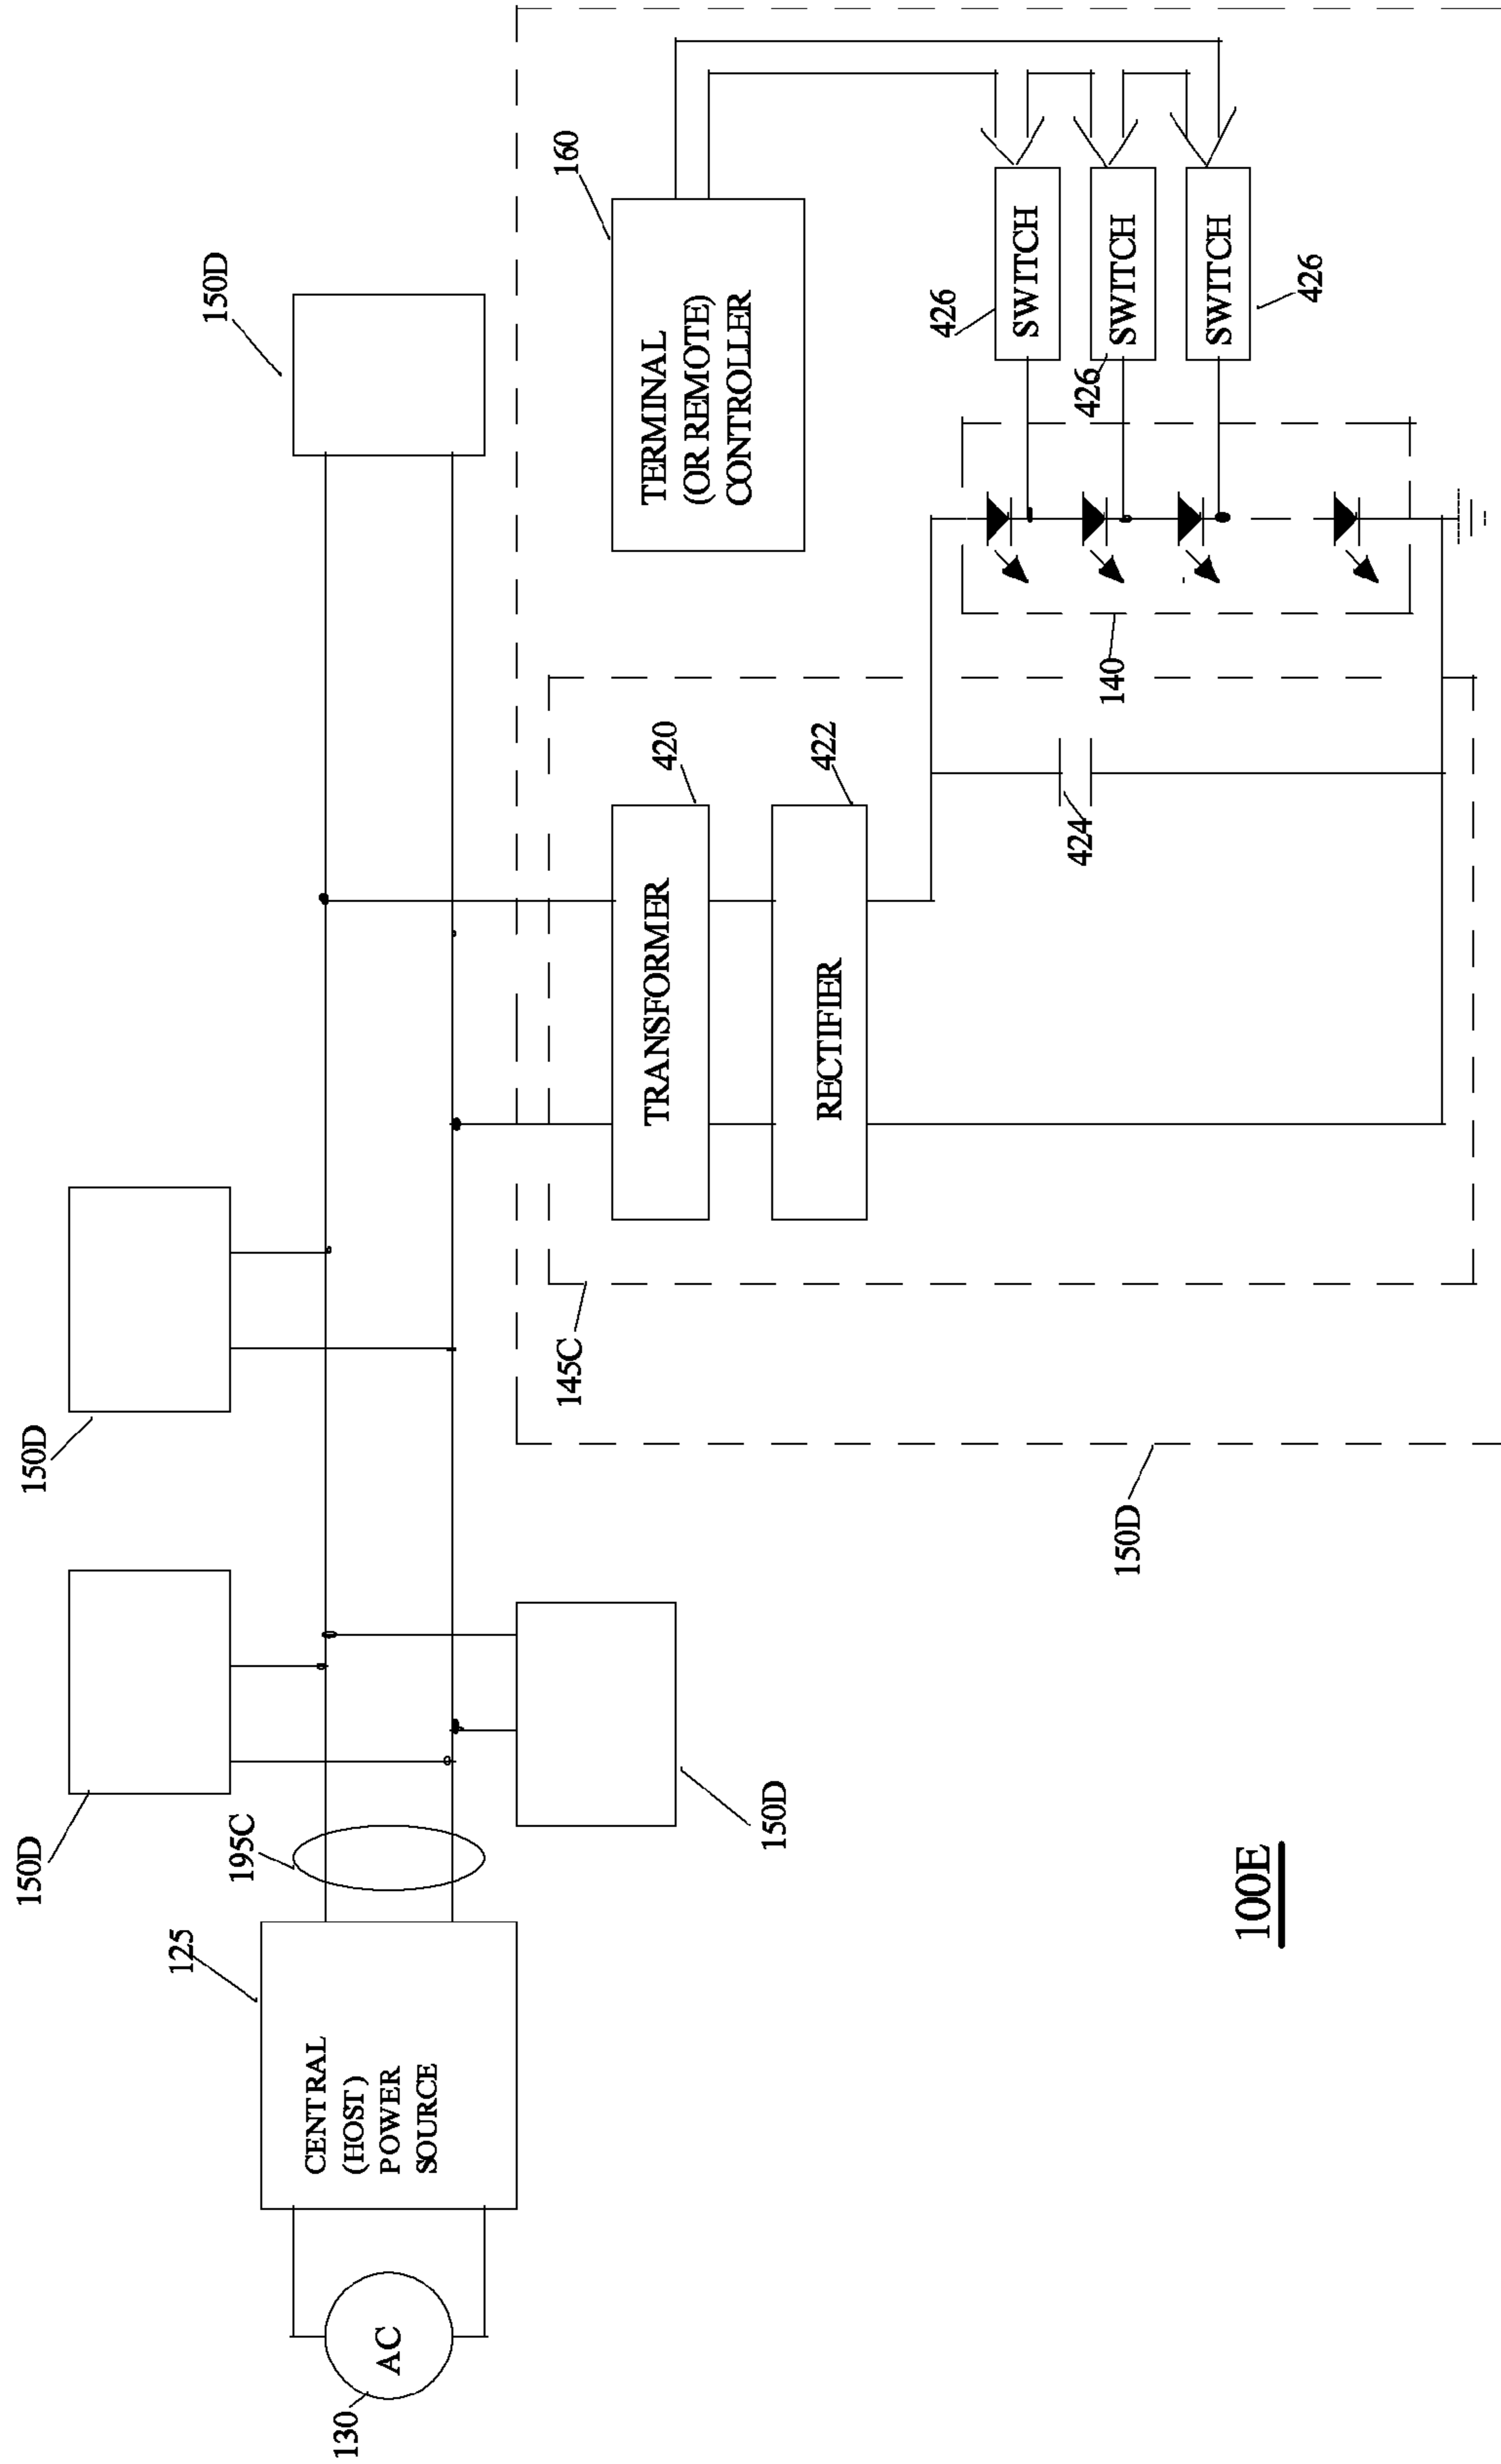 130
AC
125
CENTRAL
(HOST)
POWER
SOURCE
195C
150D
150D
150D
150D
150D
145C
TRANSFORMER
420
RECTIFIER
422
424
140
160
TERMINAL
(OR REMOTE)
CONTROLLER
SWITCH
426
SWITCH
426
SWITCH
426
100E